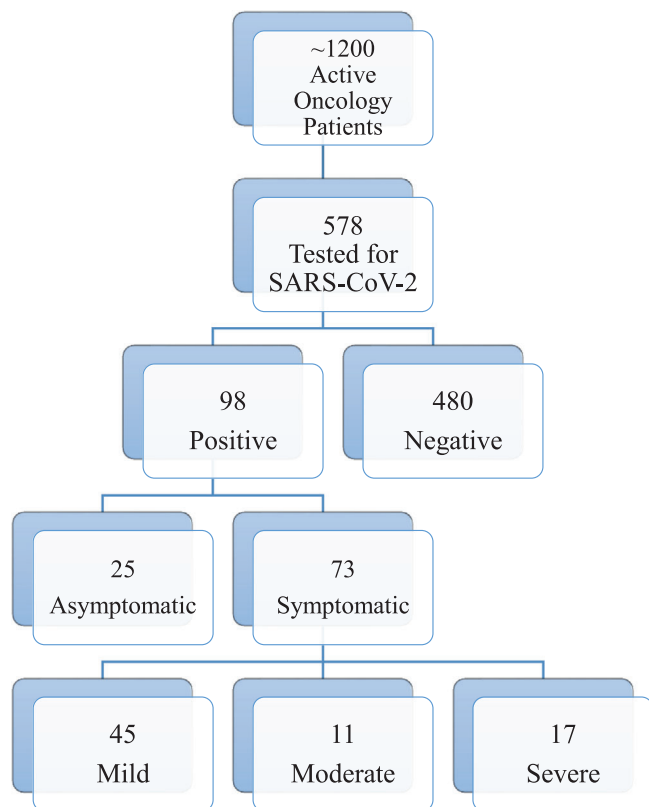 ~1200
Active
Oncology
Patients
578
Tested for
SARS-CoV-2
98
Positive
480
Negative
25
Asymptomatic
73
Symptomatic
45
Mild
11
Moderate
17
Severe